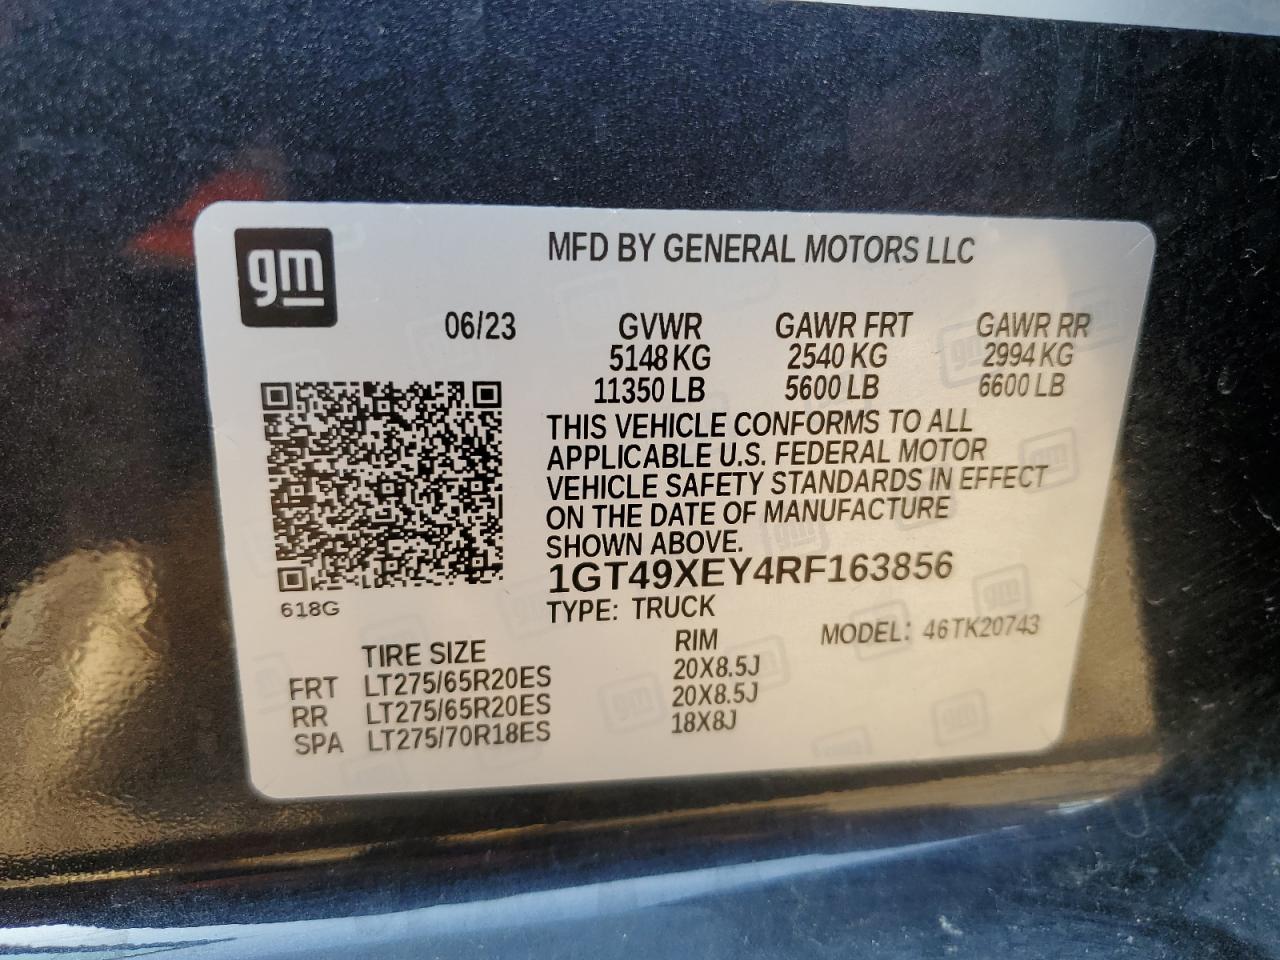 gm
MFD BY GENERAL MOTORS LLC
06/23 GVWR GAWR FRT GAWR RR
5148 KG 2540 KG 2994 KG
11350 LB 5600 LB 6600 LB
THIS VEHICLE CONFORMS TO ALL
APPLICABLE U.S. FEDERAL MOTOR
VEHICLE SAFETY STANDARDS IN EFFECT
ON THE DATE OF MANUFACTURE
SHOWN ABOVE.
1GT49XEY4RF163856
618G
TYPE: TRUCK
MODEL: 46TK20743
TIRE SIZE RIM
FRT LT275/65R20ES 20X8.5J
RR LT275/65R20ES 20X8.5J
SPA LT275/70R18ES 18X8J